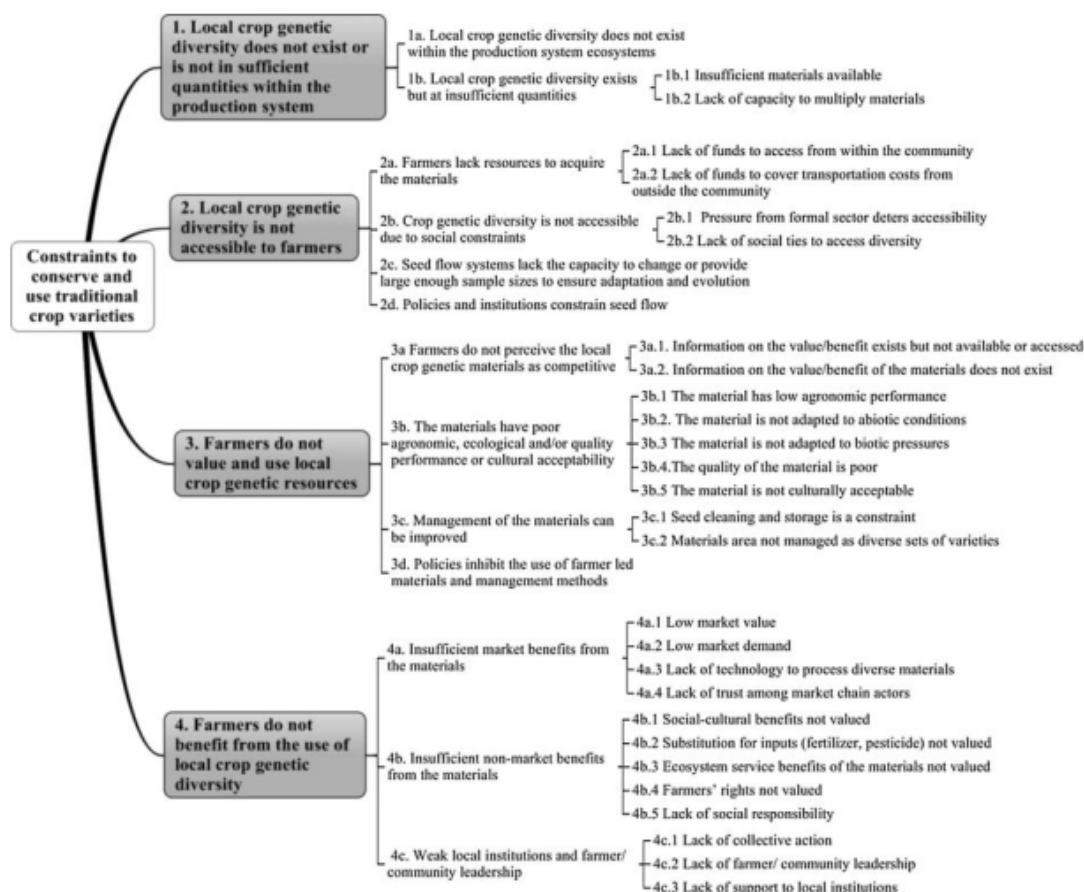 Constraints to
conserve and
use traditional
crop varieties
1. Local crop genetic
diversity does not exist or
is not in sufficient
quantities within the
production system
1a. Local crop genetic diversity does not exist
within the production system ecosystems
1b. Local crop genetic diversity exists
but at insufficient quantities
1b.1 Insufficient materials available
1b.2 Lack of capacity to multiply materials
2. Local crop genetic
diversity is not
accessible to farmers
2a. Farmers lack resources to acquire
the materials
2a.1 Lack of funds to access from within the community
2a.2 Lack of funds to cover transportation costs from
outside the community
2b. Crop genetic diversity is not accessible
due to social constraints
2b.1 Pressure from formal sector deters accessibility
2b.2 Lack of social ties to access diversity
2c. Seed flow systems lack the capacity to change or provide
large enough sample sizes to ensure adaptation and evolution
2d. Policies and institutions constrain seed flow
3. Farmers do not
value and use local
crop genetic resources
3a Farmers do not perceive the local
crop genetic materials as competitive
3a.1. Information on the value/benefit exists but not available or accessed
3a.2. Information on the value/benefit of the materials does not exist
3b. The materials have poor
agronomic, ecological and/or quality
performance or cultural acceptability
3b.1 The material has low agronomic performance
3b.2. The material is not adapted to abiotic conditions
3b.3 The material is not adapted to biotic pressures
3b.4.The quality of the material is poor
3b.5 The material is not culturally acceptable
3c. Management of the materials can
be improved
3c.1 Seed cleaning and storage is a constraint
3c.2 Materials area not managed as diverse sets of varieties
3d. Policies inhibit the use of farmer led
materials and management methods
4. Farmers do not
benefit from the use of
local crop genetic
diversity
4a. Insufficient market benefits from
the materials
4a.1 Low market value
4a.2 Low market demand
4a.3 Lack of technology to process diverse materials
4a.4 Lack of trust among market chain actors
4b. Insufficient non-market benefits
from the materials
4b.1 Social-cultural benefits not valued
4b.2 Substitution for inputs (fertilizer, pesticide) not valued
4b.3 Ecosystem service benefits of the materials not valued
4b.4 Farmers' rights not valued
4b.5 Lack of social responsibility
4c. Weak local institutions and farmer/
community leadership
4c.1 Lack of collective action
4c.2 Lack of farmer/ community leadership
4c.3 Lack of support to local institutions